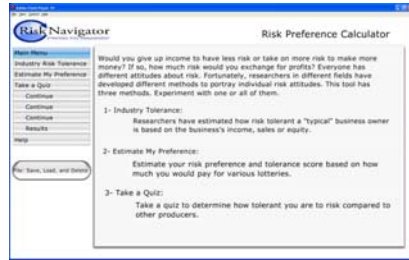 Risk Navigator
Risk Preference Calculator
Main Menu
Industry Risk Tolerance
Estimate My Preference
Take a Quiz
Continue
Continue
Continue
Results
Help
File: Save, Load, and Delete
Would you give up income to have less risk or take on more risk to make more
money? If so, how much risk would you exchange for profits? Everyone has
different attitudes about risk. Fortunately, researchers in different fields have
developed different methods to portray individual risk attitudes. This tool has
three methods. Experiment with one or all of them.
1- Industry Tolerance:
Researchers have estimated how risk tolerant a "typical" business owner
is based on the business's income, sales or equity.
2- Estimate My Preference:
Estimate your risk preference and tolerance score based on how
much you would pay for various lotteries.
3- Take a Quiz:
Take a quiz to determine how tolerant you are to risk compared to
other producers.